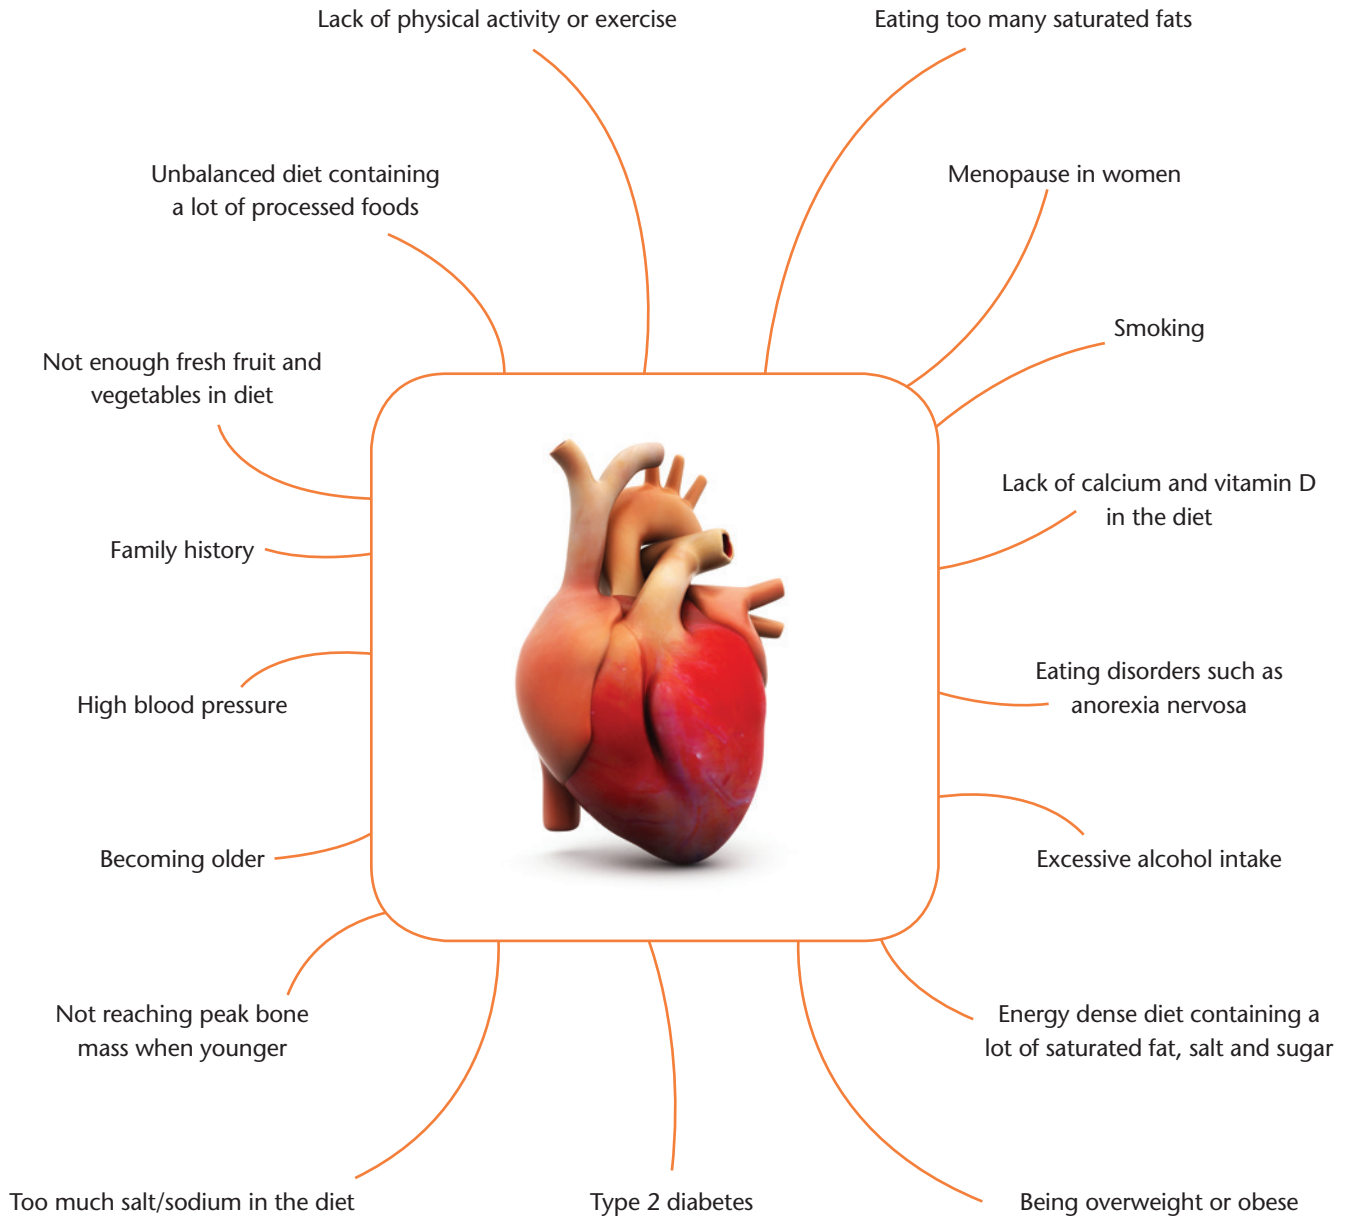 Lack of physical activity or exercise
Eating too many saturated fats
Unbalanced diet containing
a lot of processed foods
Menopause in women
Smoking
Not enough fresh fruit and
vegetables in diet
Lack of calcium and vitamin D
in the diet
Family history
Eating disorders such as
anorexia nervosa
High blood pressure
Becoming older
Excessive alcohol intake
Not reaching peak bone
mass when younger
Energy dense diet containing a
lot of saturated fat, salt and sugar
Too much salt/sodium in the diet
Type 2 diabetes
Being overweight or obese